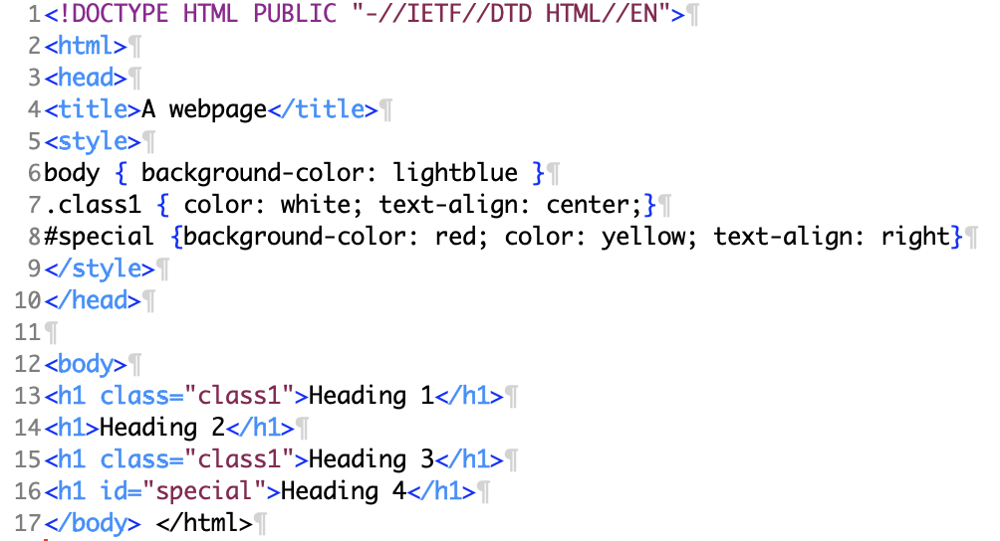 1<!DOCTYPE HTML PUBLIC "-//IETF//DTD HTML//EN">¶
2<html>¶
3<head>¶
4<title>A webpage</title>¶
5<style>¶
6body { background-color: lightblue }¶
7.class1 { color: white; text-align: center;}¶
8#special {background-color: red; color: yellow; text-align: right}¶
9</style>¶
10</head>¶
11¶
12<body>¶
13<h1 class="class1">Heading 1</h1>¶
14<h1>Heading 2</h1>¶
15<h1 class="class1">Heading 3</h1>¶
16<h1 id="special">Heading 4</h1>¶
17</body> </html>¶